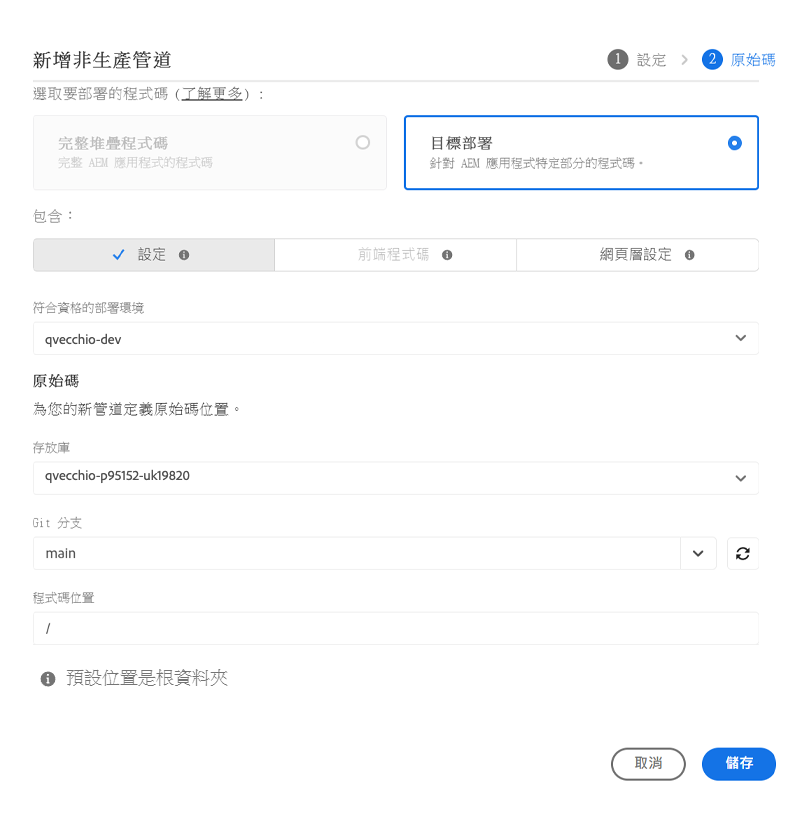 新增非生產管道
1 設定 2 原始碼
選取要部署的程式碼 (了解更多) :
完整堆疊程式碼
完整 AEM 應用程式的程式碼
目標部署
針對 AEM 應用程式特定部分的程式碼。
包含：
設定 前端程式碼 網頁層設定
符合資格的部署環境
qvecchio-dev
原始碼
為您的新管道定義原始碼位置。
存放庫
qvecchio-p95152-uk19820
Git 分支
main
程式碼位置
/
預設位置是根資料夾
取消 儲存